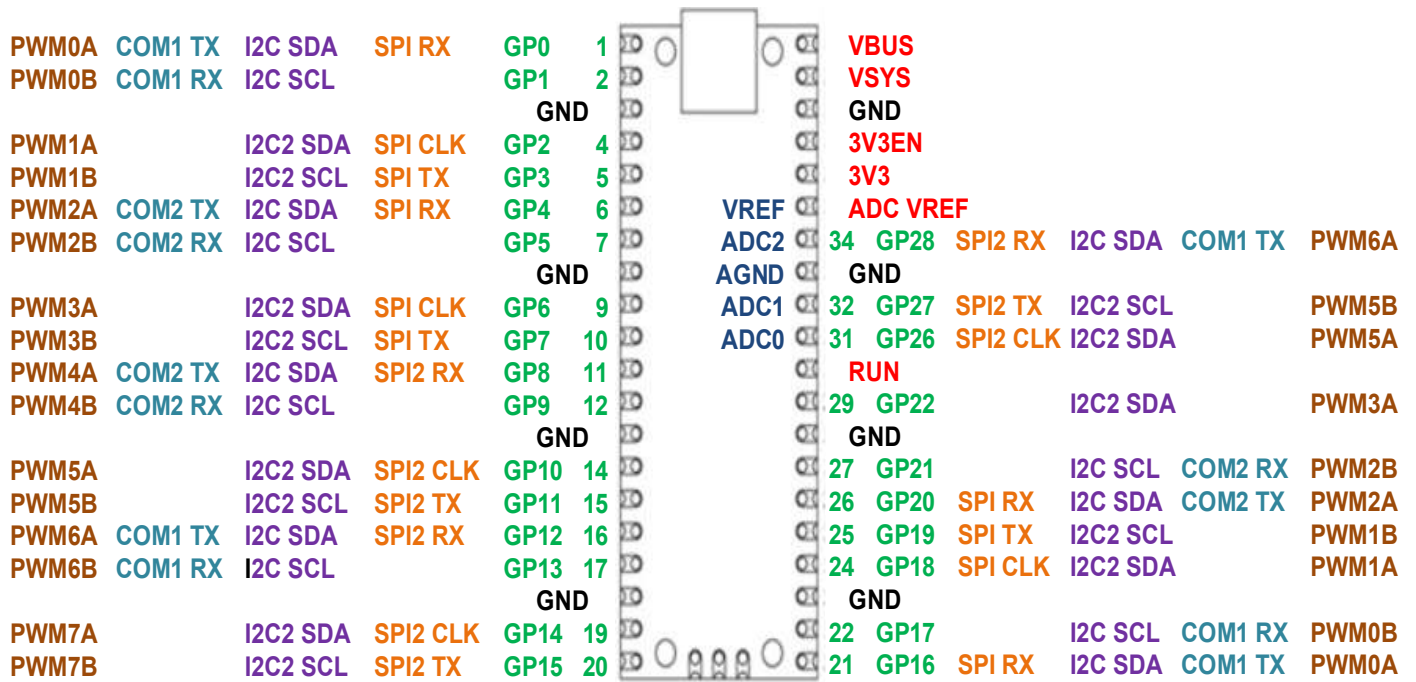 PWM0A COM1 TX I2C SDA SPI RX GP0 1 VBUS
PWM0B COM1 RX I2C SCL GP1 2 VSYS
GND GND
PWM1A I2C2 SDA SPI CLK GP2 4 3V3EN
PWM1B I2C2 SCL SPI TX GP3 5 3V3
PWM2A COM2 TX I2C SDA SPI RX GP4 6 VREF ADC VREF
PWM2B COM2 RX I2C SCL GP5 7 ADC2 34 GP28 SPI2 RX I2C SDA COM1 TX PWM6A
GND AGND GND
PWM3A I2C2 SDA SPI CLK GP6 9 ADC1 32 GP27 SPI2 TX I2C2 SCL PWM5B
PWM3B I2C2 SCL SPI TX GP7 10 ADC0 31 GP26 SPI2 CLK I2C2 SDA PWM5A
PWM4A COM2 TX I2C SDA SPI2 RX GP8 11 RUN
PWM4B COM2 RX I2C SCL GP9 12 29 GP22 I2C2 SDA PWM3A
GND GND
PWM5A I2C2 SDA SPI2 CLK GP10 14 27 GP21 I2C SCL COM2 RX PWM2B
PWM5B I2C2 SCL SPI2 TX GP11 15 26 GP20 SPI RX I2C SDA COM2 TX PWM2A
PWM6A COM1 TX I2C SDA SPI2 RX GP12 16 25 GP19 SPI TX I2C2 SCL PWM1B
PWM6B COM1 RX I2C SCL GP13 17 24 GP18 SPI CLK I2C2 SDA PWM1A
GND GND
PWM7A I2C2 SDA SPI2 CLK GP14 19 22 GP17 I2C SCL COM1 RX PWM0B
PWM7B I2C2 SCL SPI2 TX GP15 20 21 GP16 SPI RX I2C SDA COM1 TX PWM0A